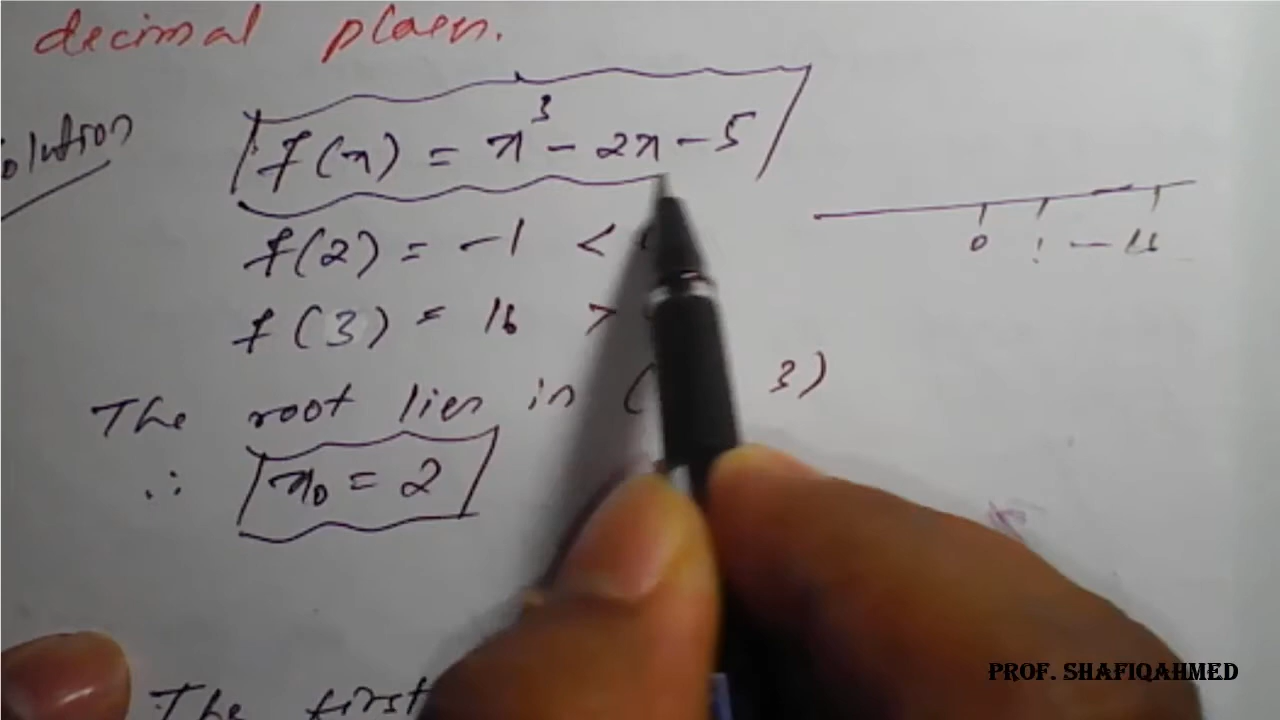 decimal places.
solution
f(x) = x³ - 2x - 5
f(2) = -1 <
f(3) = 16 >
0 1 - 16
The root lies in ( 3)
∴ x₀ = 2
The first
PROF. SHAFIQAHMED